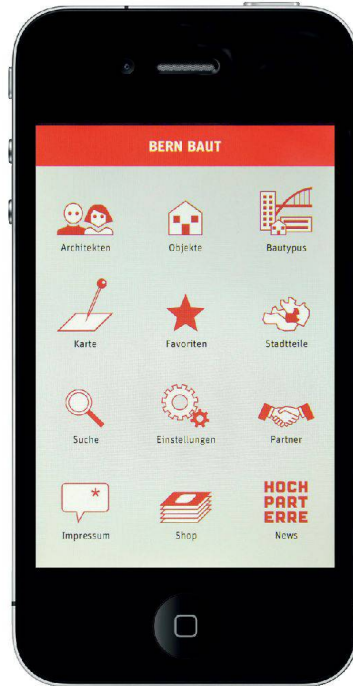 BERN BAUT
Architekten
Objekte
Bautypus
Karte
Favoriten
Stadtteile
Suche
Einstellungen
Partner
*
HOCH
PART
ERRE
Impressum
Shop
News